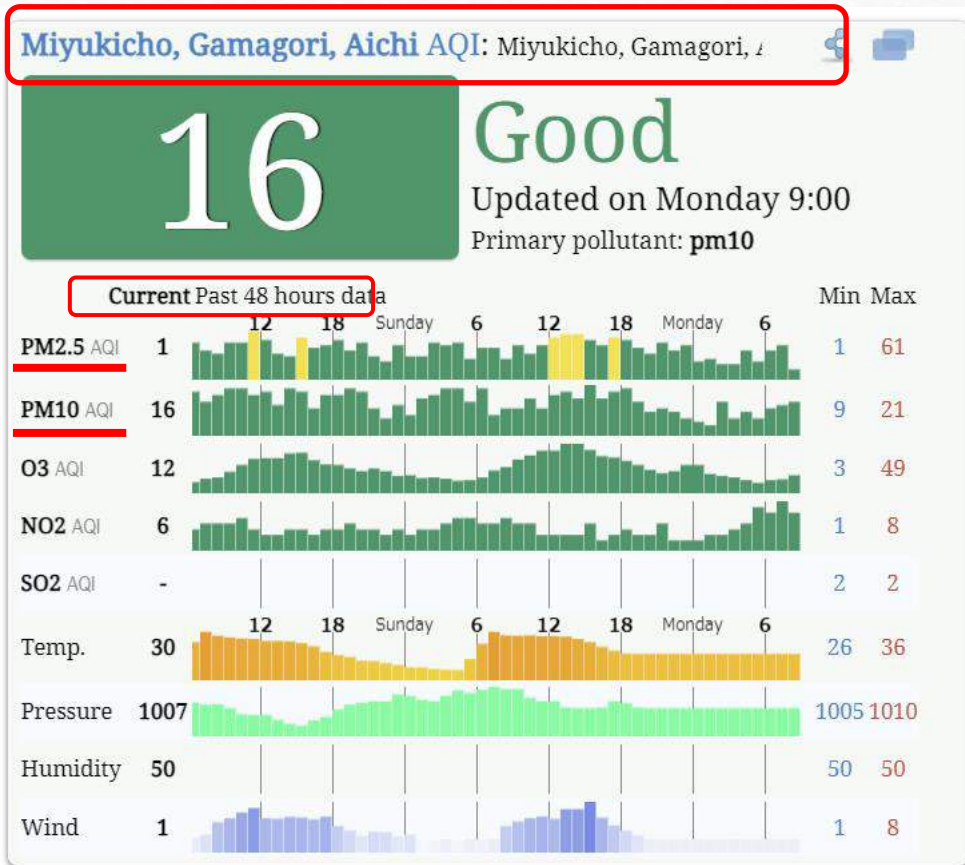 Miyukicho, Gamagori, Aichi AQI: Miyukicho, Gamagori,
16
Good
Updated on Monday 9:00
Primary pollutant: pm10
Current Past 48 hours data Min Max
12 18 Sunday 6 12 18 Monday 6
PM2.5 AQI 1 1 61
PM10 AQI 16 9 21
O3 AQI 12 3 49
NO2 AQI 6 1 8
SO2 AQI - 2 2
12 18 Sunday 6 12 18 Monday 6
Temp. 30 26 36
Pressure 1007 1005 1010
Humidity 50 50 50
Wind 1 1 8